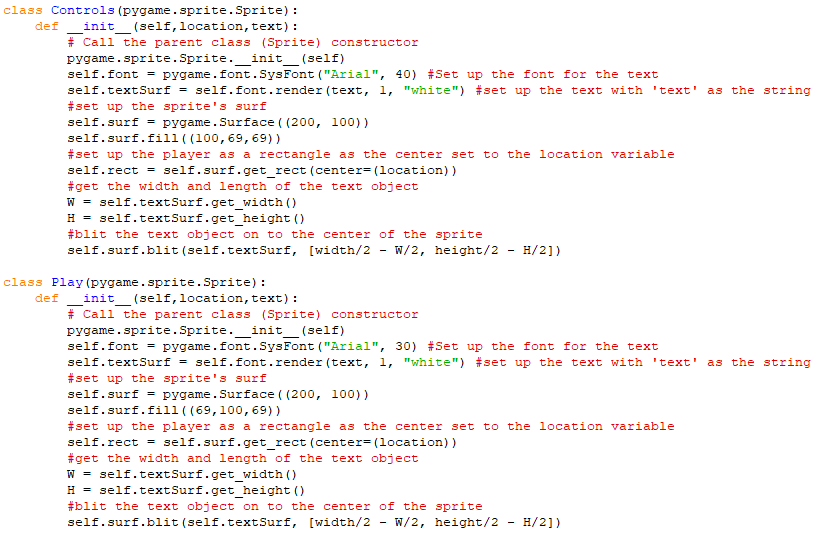 class Controls(pygame.sprite.Sprite):
    def __init__(self,location,text):
        # Call the parent class (Sprite) constructor
        pygame.sprite.Sprite.__init__(self)
        self.font = pygame.font.SysFont("Arial", 40) #Set up the font for the text
        self.textSurf = self.font.render(text, 1, "white") #set up the text with 'text' as the string
        #set up the sprite's surf
        self.surf = pygame.Surface((200, 100))
        self.surf.fill((100,69,69))
        #set up the player as a rectangle as the center set to the location variable
        self.rect = self.surf.get_rect(center=(location))
        #get the width and length of the text object
        W = self.textSurf.get_width()
        H = self.textSurf.get_height()
        #blit the text object on to the center of the sprite
        self.surf.blit(self.textSurf, [width/2 - W/2, height/2 - H/2])

class Play(pygame.sprite.Sprite):
    def __init__(self,location,text):
        # Call the parent class (Sprite) constructor
        pygame.sprite.Sprite.__init__(self)
        self.font = pygame.font.SysFont("Arial", 30) #Set up the font for the text
        self.textSurf = self.font.render(text, 1, "white") #set up the text with 'text' as the string
        #set up the sprite's surf
        self.surf = pygame.Surface((200, 100))
        self.surf.fill((69,100,69))
        #set up the player as a rectangle as the center set to the location variable
        self.rect = self.surf.get_rect(center=(location))
        #get the width and length of the text object
        W = self.textSurf.get_width()
        H = self.textSurf.get_height()
        #blit the text object on to the center of the sprite
        self.surf.blit(self.textSurf, [width/2 - W/2, height/2 - H/2])